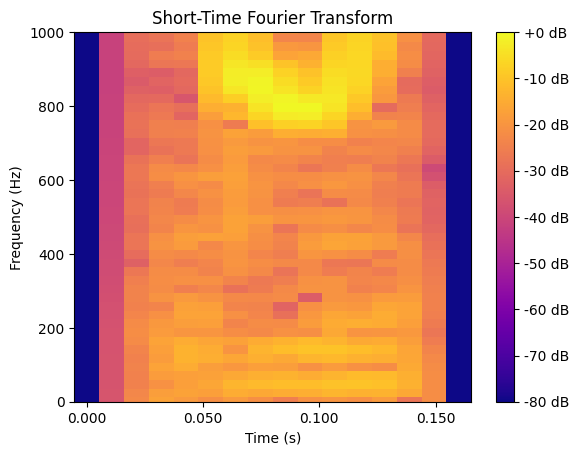 Short-Time Fourier Transform
1000
800
600
400
200
0
Frequency (Hz)
0.000
0.050
0.100
0.150
Time (s)
+0 dB
-10 dB
-20 dB
-30 dB
-40 dB
-50 dB
-60 dB
-70 dB
-80 dB